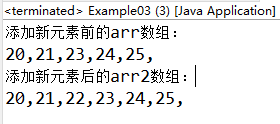 <terminated> Example03 (3) [Java Application]
添加新元素前的arr数组：
20,21,23,24,25,
添加新元素后的arr2数组：
20,21,22,23,24,25,